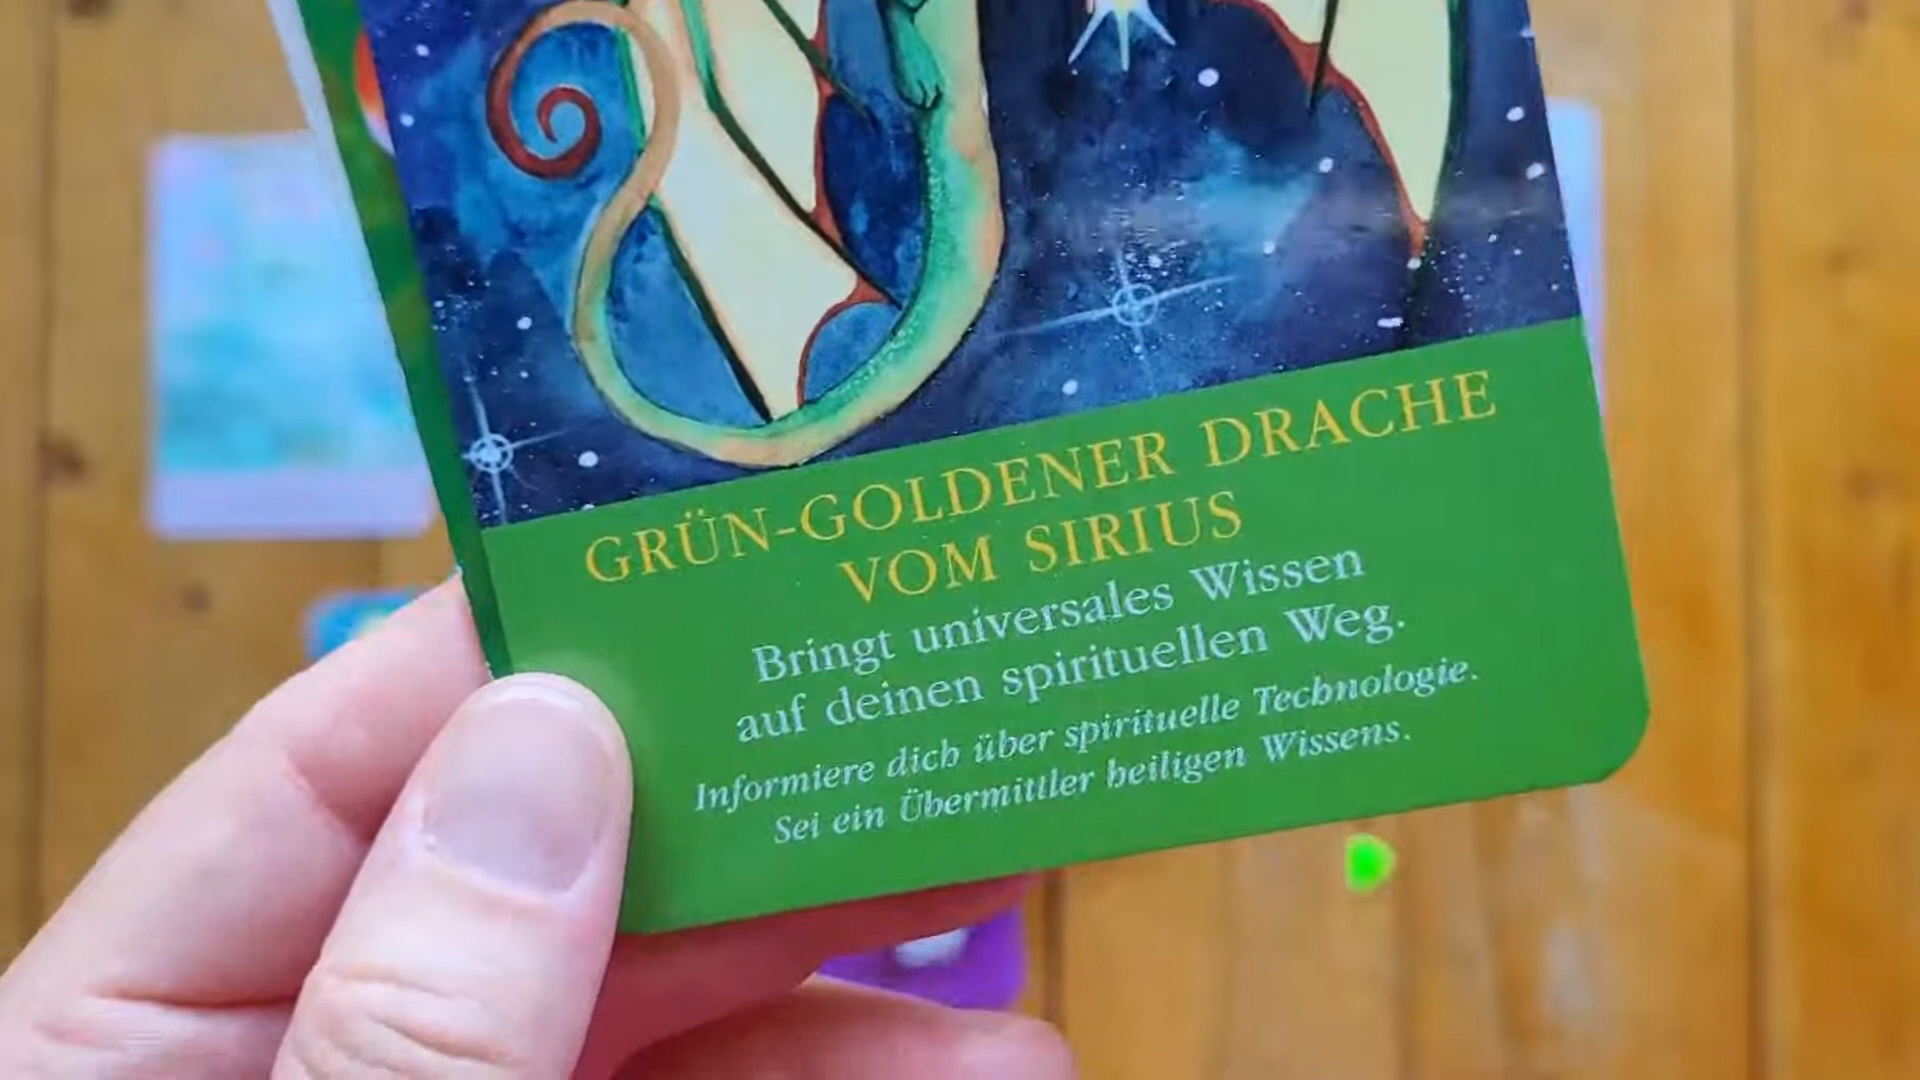 GRÜN-GOLDENER DRACHE
VOM SIRIUS
Bringt universales Wissen
auf deinen spirituellen Weg.
Informiere dich über spirituelle Technologie.
Sei ein Übermittler heiligen Wissens.